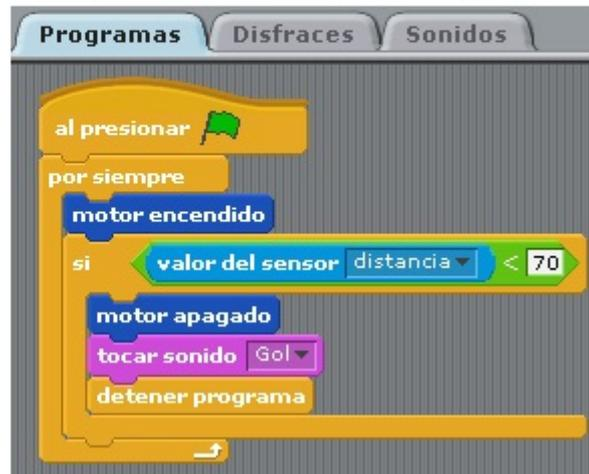 Programas Disfraces Sonidos
al presionar
por siempre
motor encendido
si valor del sensor distancia < 70
motor apagado
tocar sonido Gol
detener programa